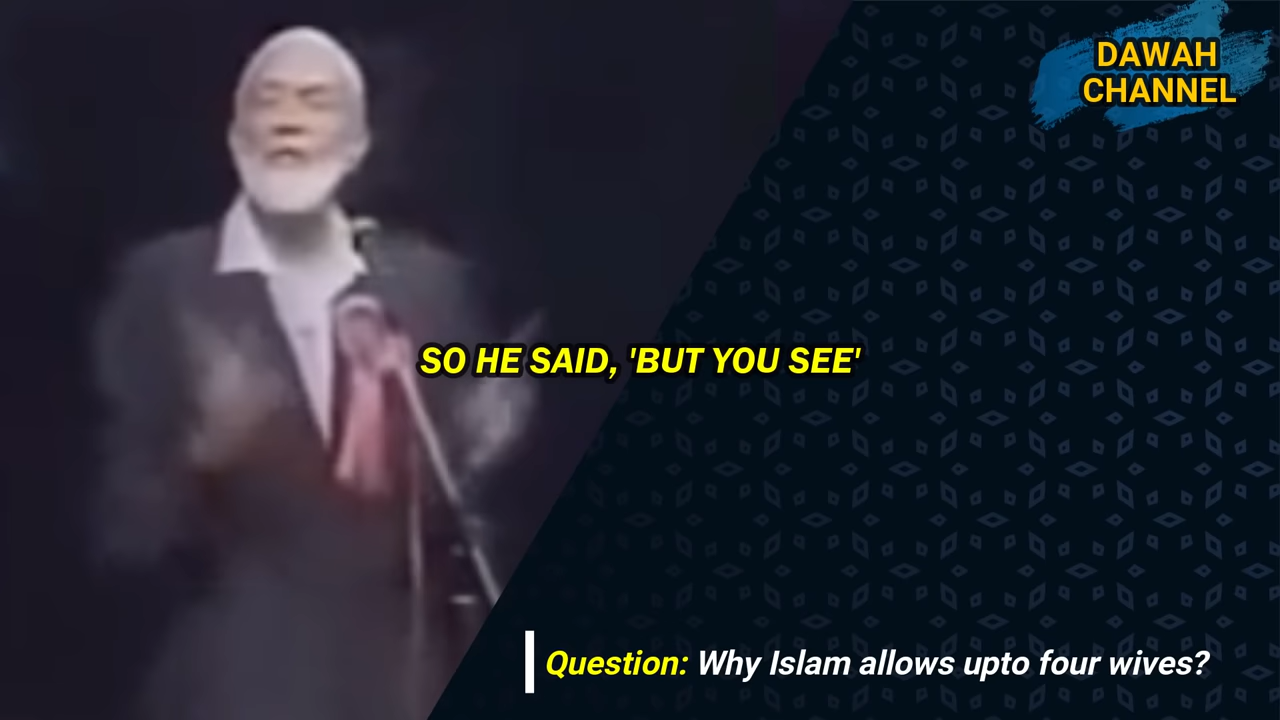 DAWAH
CHANNEL
SO HE SAID, 'BUT YOU SEE'
Question: Why Islam allows upto four wives?